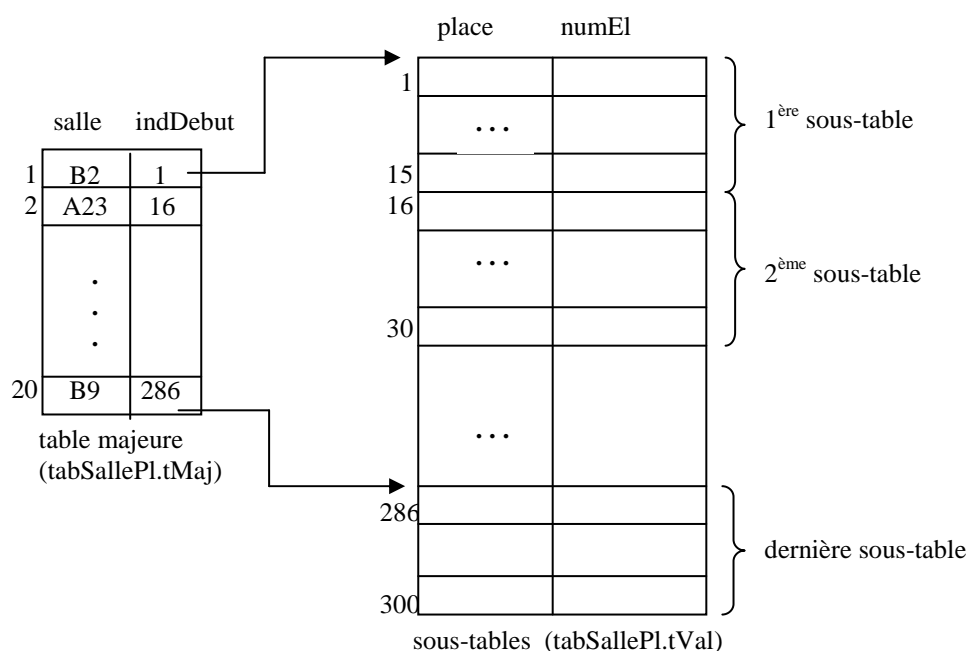 place numEl
1
... 
15
16
...
30
...
286
300
sous-tables (tabSallePl.tVal)
salle indDebut
1 B2 1
2 A23 16
.
.
.
20 B9 286
table majeure
(tabSallePl.tMaj)
1ère sous-table
2ème sous-table
dernière sous-table